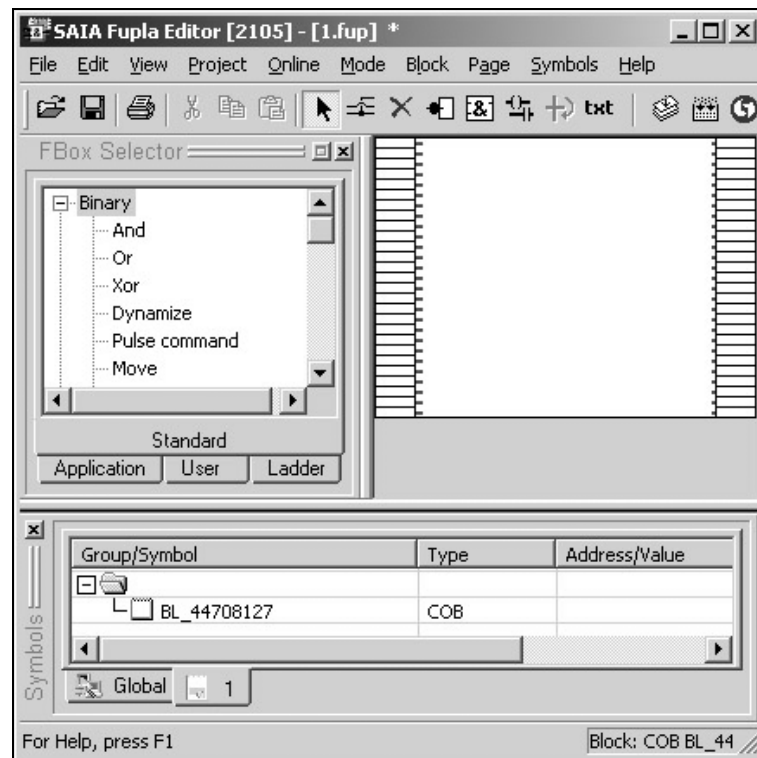 SAIA Fupla Editor [2105] - [1.fup] *
File Edit View Project Online Mode Block Page Symbols Help
& txt
FBox Selector
Binary
And
Or
Xor
Dynamize
Pulse command
Move
Standard
Application User Ladder
Group/Symbol Type Address/Value
BL_44708127 COB
Symbols
Global 1
For Help, press F1 Block: COB BL_44